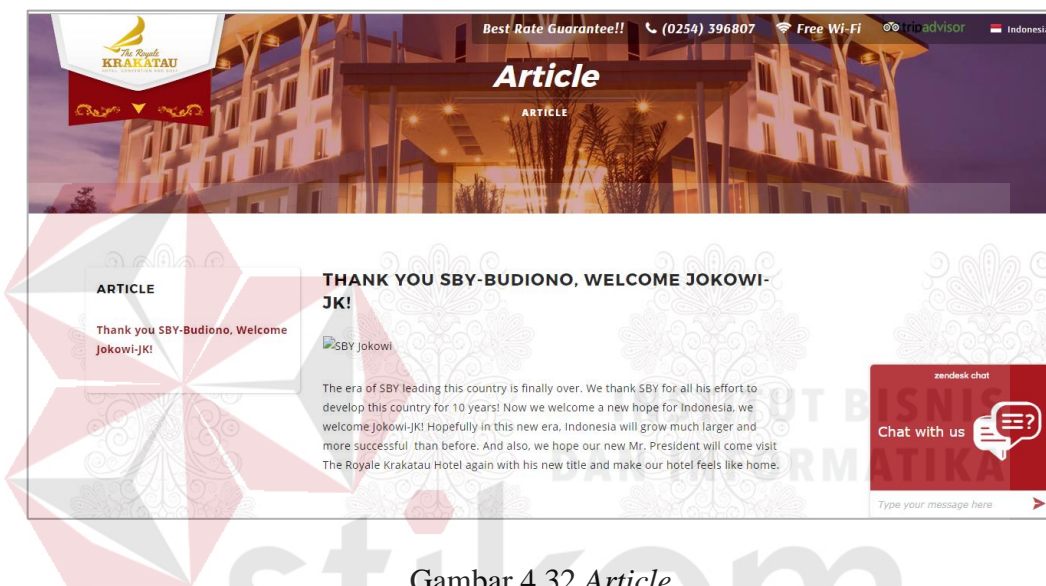 Best Rate Guarantee!! (0254) 396807 Free Wi-Fi tripadvisor Indonesia
The Royale
KRAKATAU
HOTEL, CONVENTION AND GOLF
Article
ARTICLE
ARTICLE
Thank you SBY-Budiono, Welcome
Jokowi-JK!
THANK YOU SBY-BUDIONO, WELCOME JOKOWI-
JK!
SBY Jokowi
The era of SBY leading this country is finally over. We thank SBY for all his effort to
develop this country for 10 years! Now we welcome a new hope for Indonesia, we
welcome Jokowi-JK! Hopefully in this new era, Indonesia will grow much larger and
more successful than before. And also, we hope our new Mr. President will come visit
The Royale Krakatau Hotel again with his new title and make our hotel feels like home.
zendesk chat
Chat with us
Type your message here
INSTITUT BISNIS
DAN INFORMATIKA
stikom
Gambar 4.32 Article